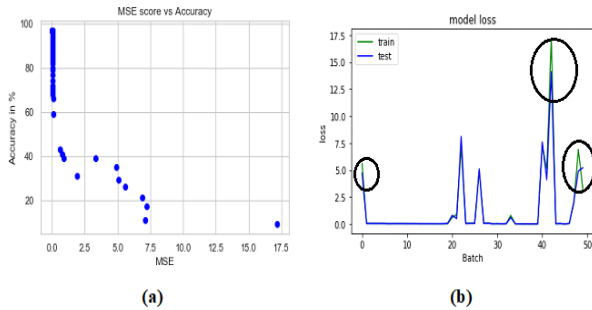 MSE score vs Accuracy
Accuracy in %
100
80
60
40
20
0.0 2.5 5.0 7.5 10.0 12.5 15.0 17.5
MSE
(a)
model loss
train
test
loss
17.5
15.0
12.5
10.0
7.5
5.0
2.5
0.0
0 10 20 30 40 50
Batch
(b)